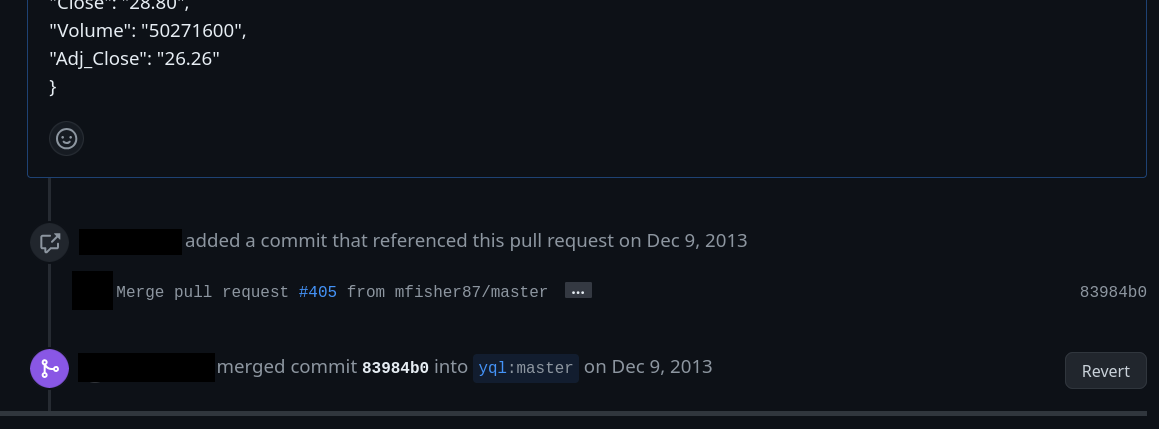 "Close": "28.80",
"Volume": "50271600",
"Adj_Close": "26.26"
}
added a commit that referenced this pull request on Dec 9, 2013
Merge pull request #405 from mfisher87/master ... 83984b0
merged commit 83984b0 into yql:master on Dec 9, 2013 Revert